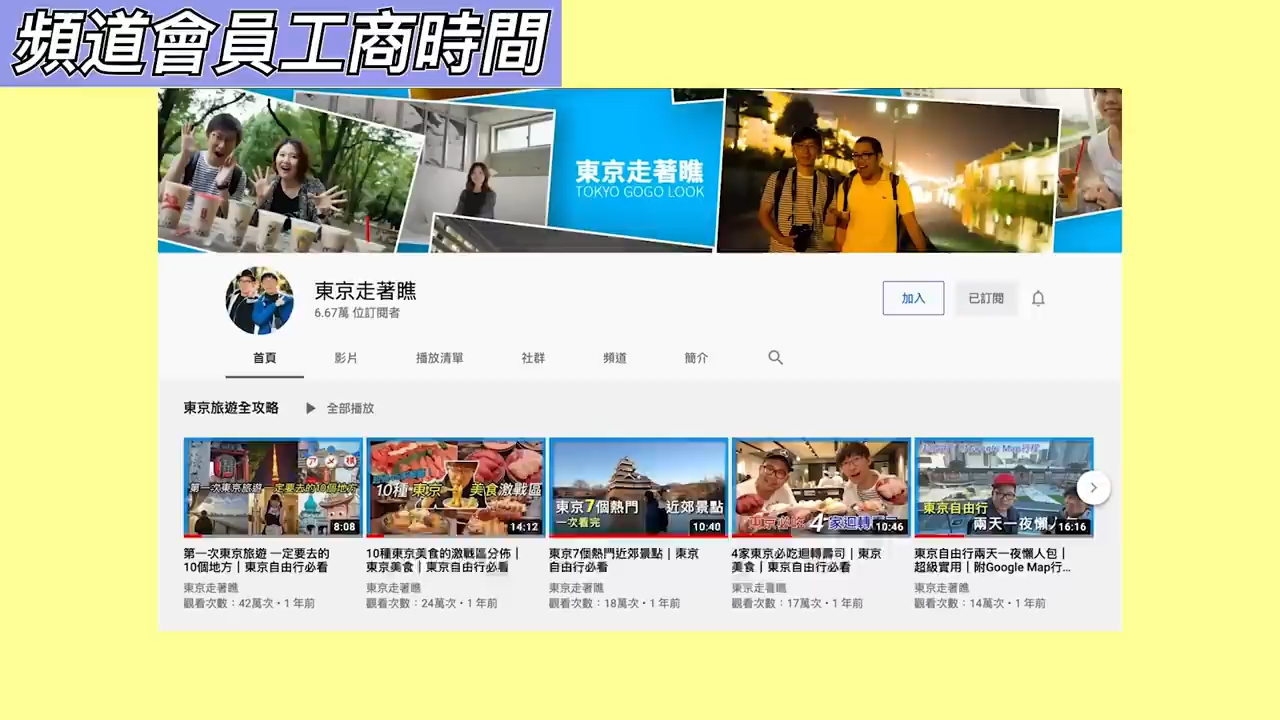 頻道會員工商時間
東京走著瞧
TOKYO GOGO LOOK
東京走著瞧
6.67萬 位訂閱者
加入
已訂閱
首頁
影片
播放清單
社群
頻道
簡介
東京旅遊全攻略
全部播放
第一次東京旅遊 一定要去的10個地方
アメ横
8:08
10種東京 美食激戰區
14:12
東京7個熱門 近郊景點
一次看完
10:40
東京必吃 4家迴轉壽司
10:46
東京自由行
兩天一夜懶人
16:16
第一次東京旅遊 一定要去的
10個地方｜東京自由行必看
東京走著瞧
觀看次數：42萬次・1 年前
10種東京美食的激戰區分佈｜
東京美食｜東京自由行必看
東京走著瞧
觀看次數：24萬次・1 年前
東京7個熱門近郊景點｜東京
自由行必看
東京走著瞧
觀看次數：18萬次・1 年前
4家東京必吃迴轉壽司｜東京
美食｜東京自由行必看
東京走著瞧
觀看次數：17萬次・1 年前
東京自由行兩天一夜懶人包｜
超級實用｜附Google Map行...
東京走著瞧
觀看次數：14萬次・1 年前